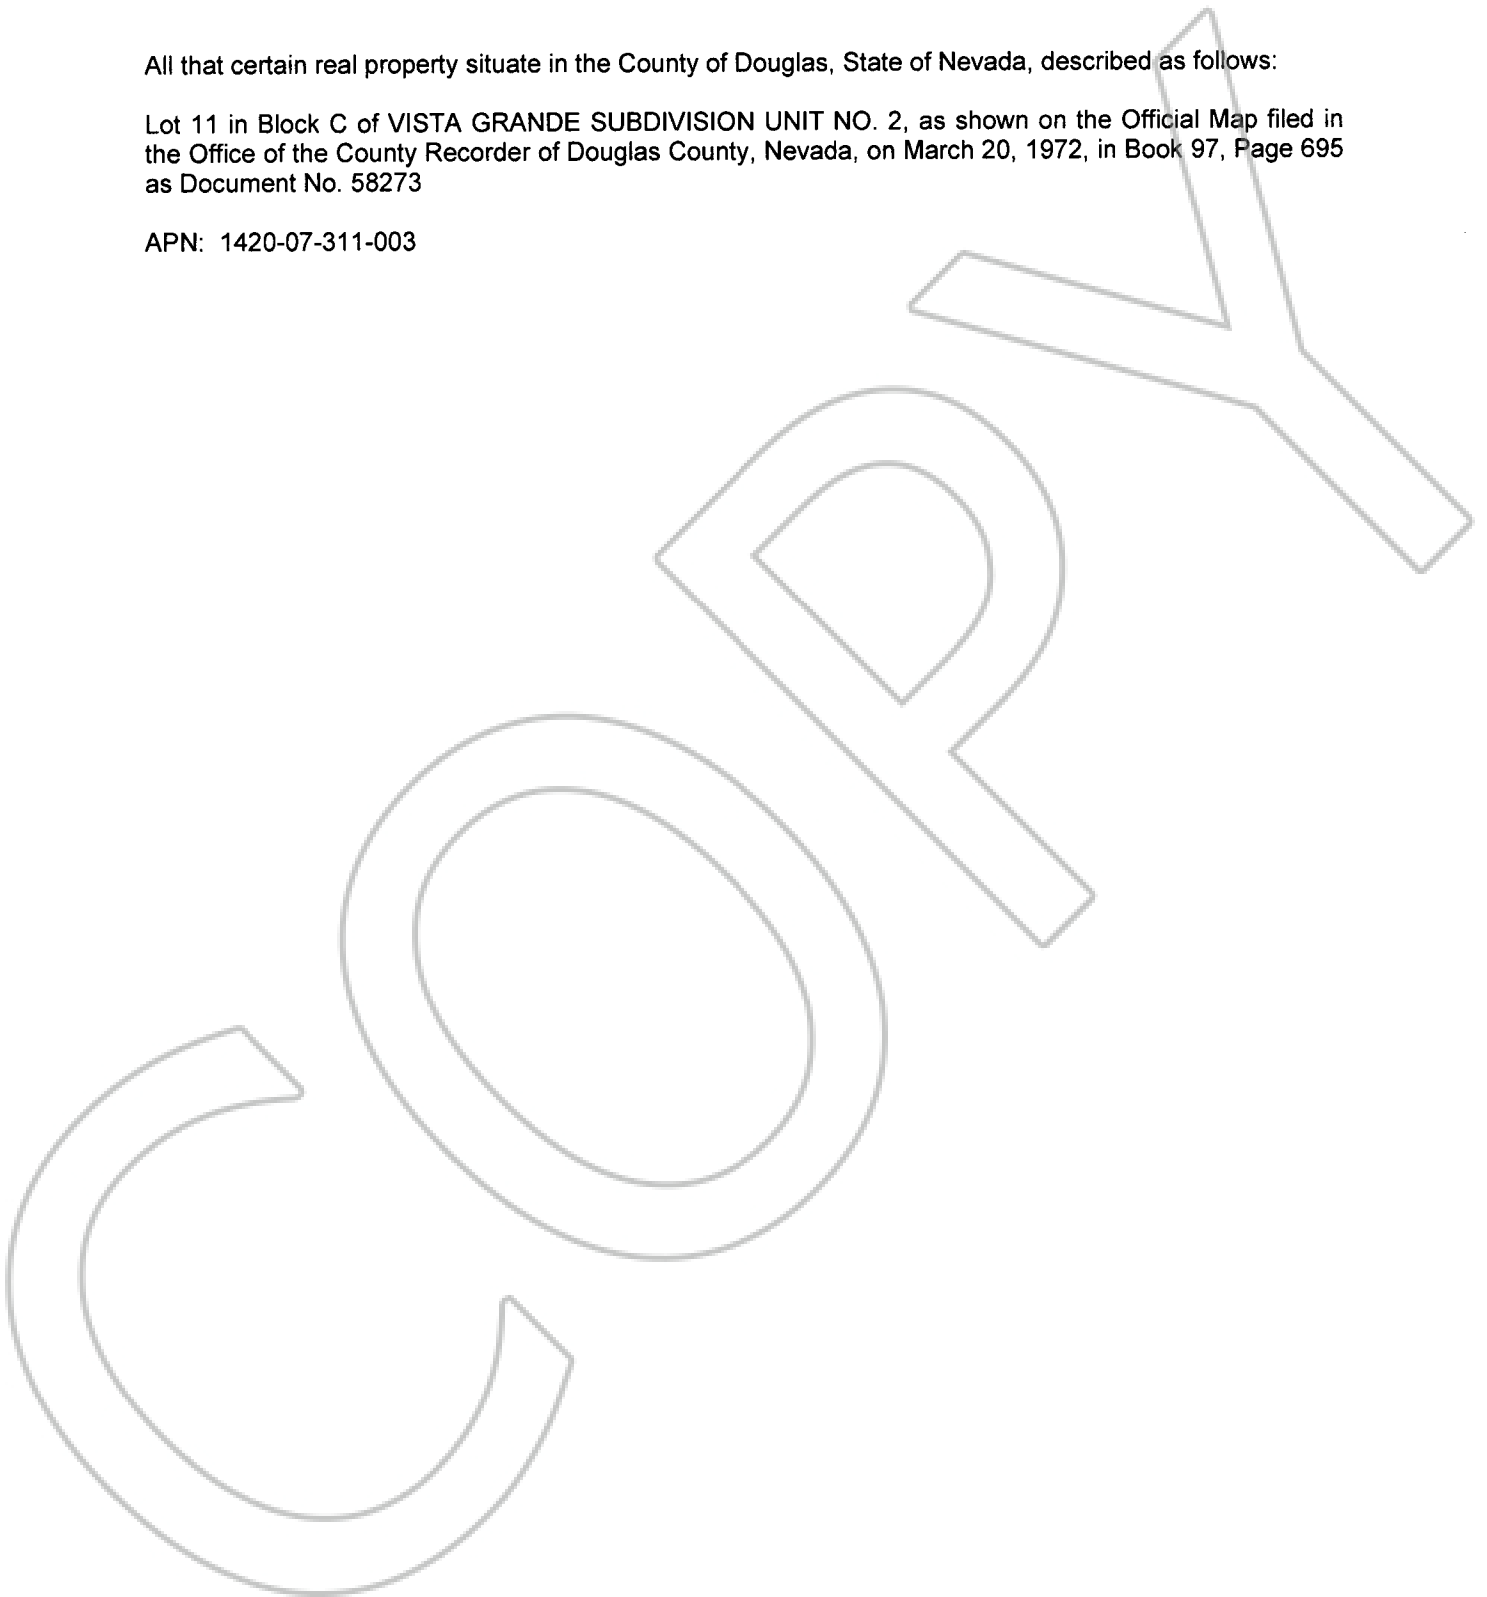 All that certain real property situate in the County of Douglas, State of Nevada, described as follows:
Lot 11 in Block C of VISTA GRANDE SUBDIVISION UNIT NO. 2, as shown on the Official Map filed in
the Office of the County Recorder of Douglas County, Nevada, on March 20, 1972, in Book 97, Page 695
as Document No. 58273
APN: 1420-07-311-003
COPY